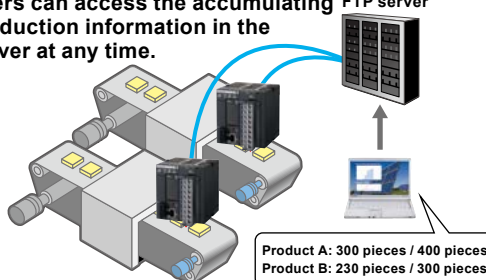 ers can access the accumulating
duction information in the
ver at any time.
FTP server
Product A: 300 pieces / 400 pieces
Product B: 230 pieces / 300 pieces